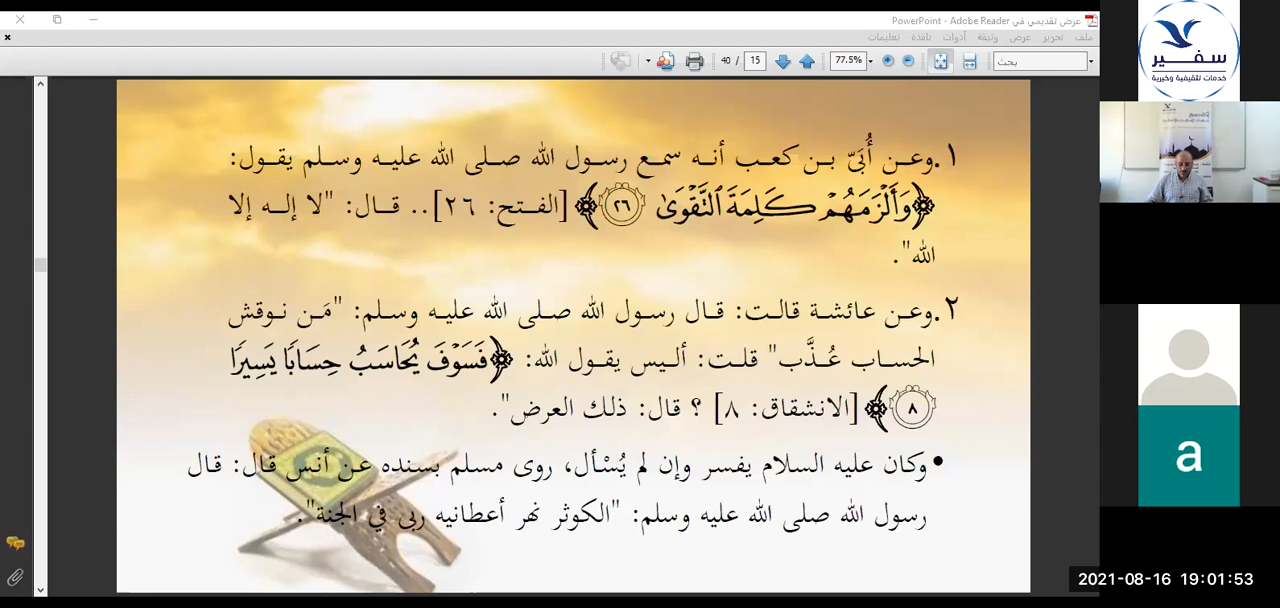 عرض تقديمي في PowerPoint - Adobe Reader
ملف تحرير عرض وثيقة أدوات نافذة تعليمات
40 / 15
77.5%
بحث
١.وعن أُبَيّ بن كعب أنه سمع رسول الله صلى الله عليه وسلم يقول:
﴿وَأَلْزَمَهُمْ كَلِمَةَ التَّقْوَىٰ ٢٦﴾ [الفتح: ٢٦].. قال: "لا إله إلا
الله".
٢.وعن عائشة قالت: قال رسول الله صلى الله عليه وسلم: "مَن نوقش
الحساب عُذَّب" قلت: أليس يقول الله: ﴿فَسَوْفَ يُحَاسَبُ حِسَابًا يَسِيرًا
٨﴾ [الانشقاق: ٨] ؟ قال: ذلك العرض".
• وكان عليه السلام يفسر وإن لم يُسْأل، روى مسلم بسنده عن أنس قال: قال
رسول الله صلى الله عليه وسلم: "الكوثر نهر أعطانيه ربى في الجنة".
سفير
خدمات تثقيفية وخيرية
a
2021-08-16 19:01:53